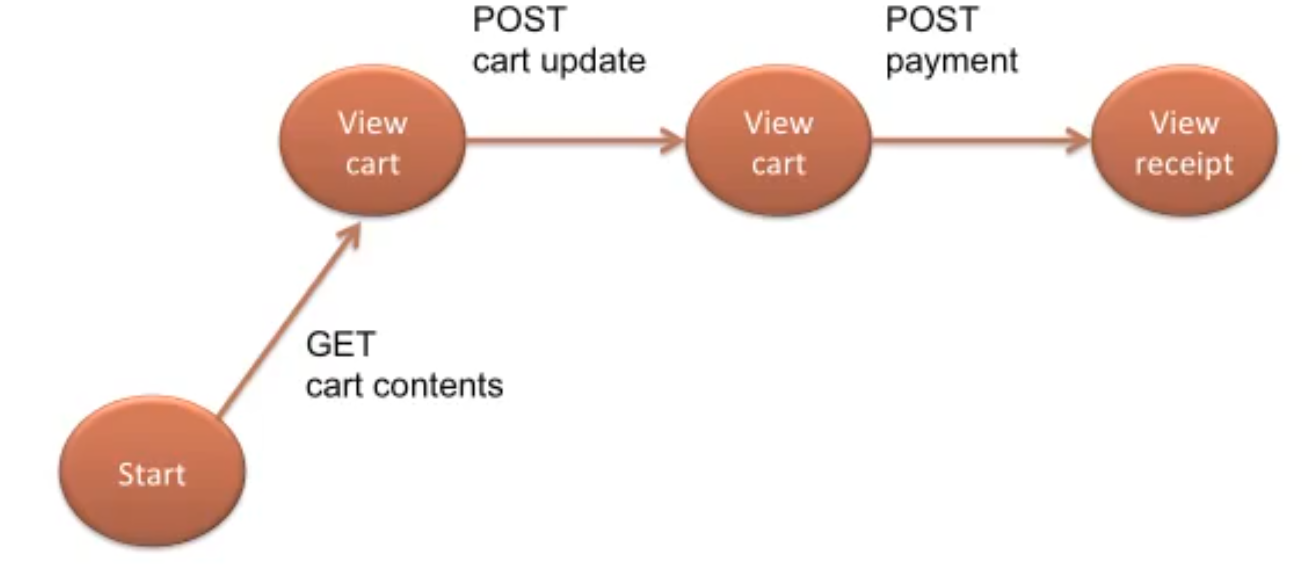 POST
cart update
POST
payment
View
cart
View
cart
View
receipt
GET
cart contents
Start